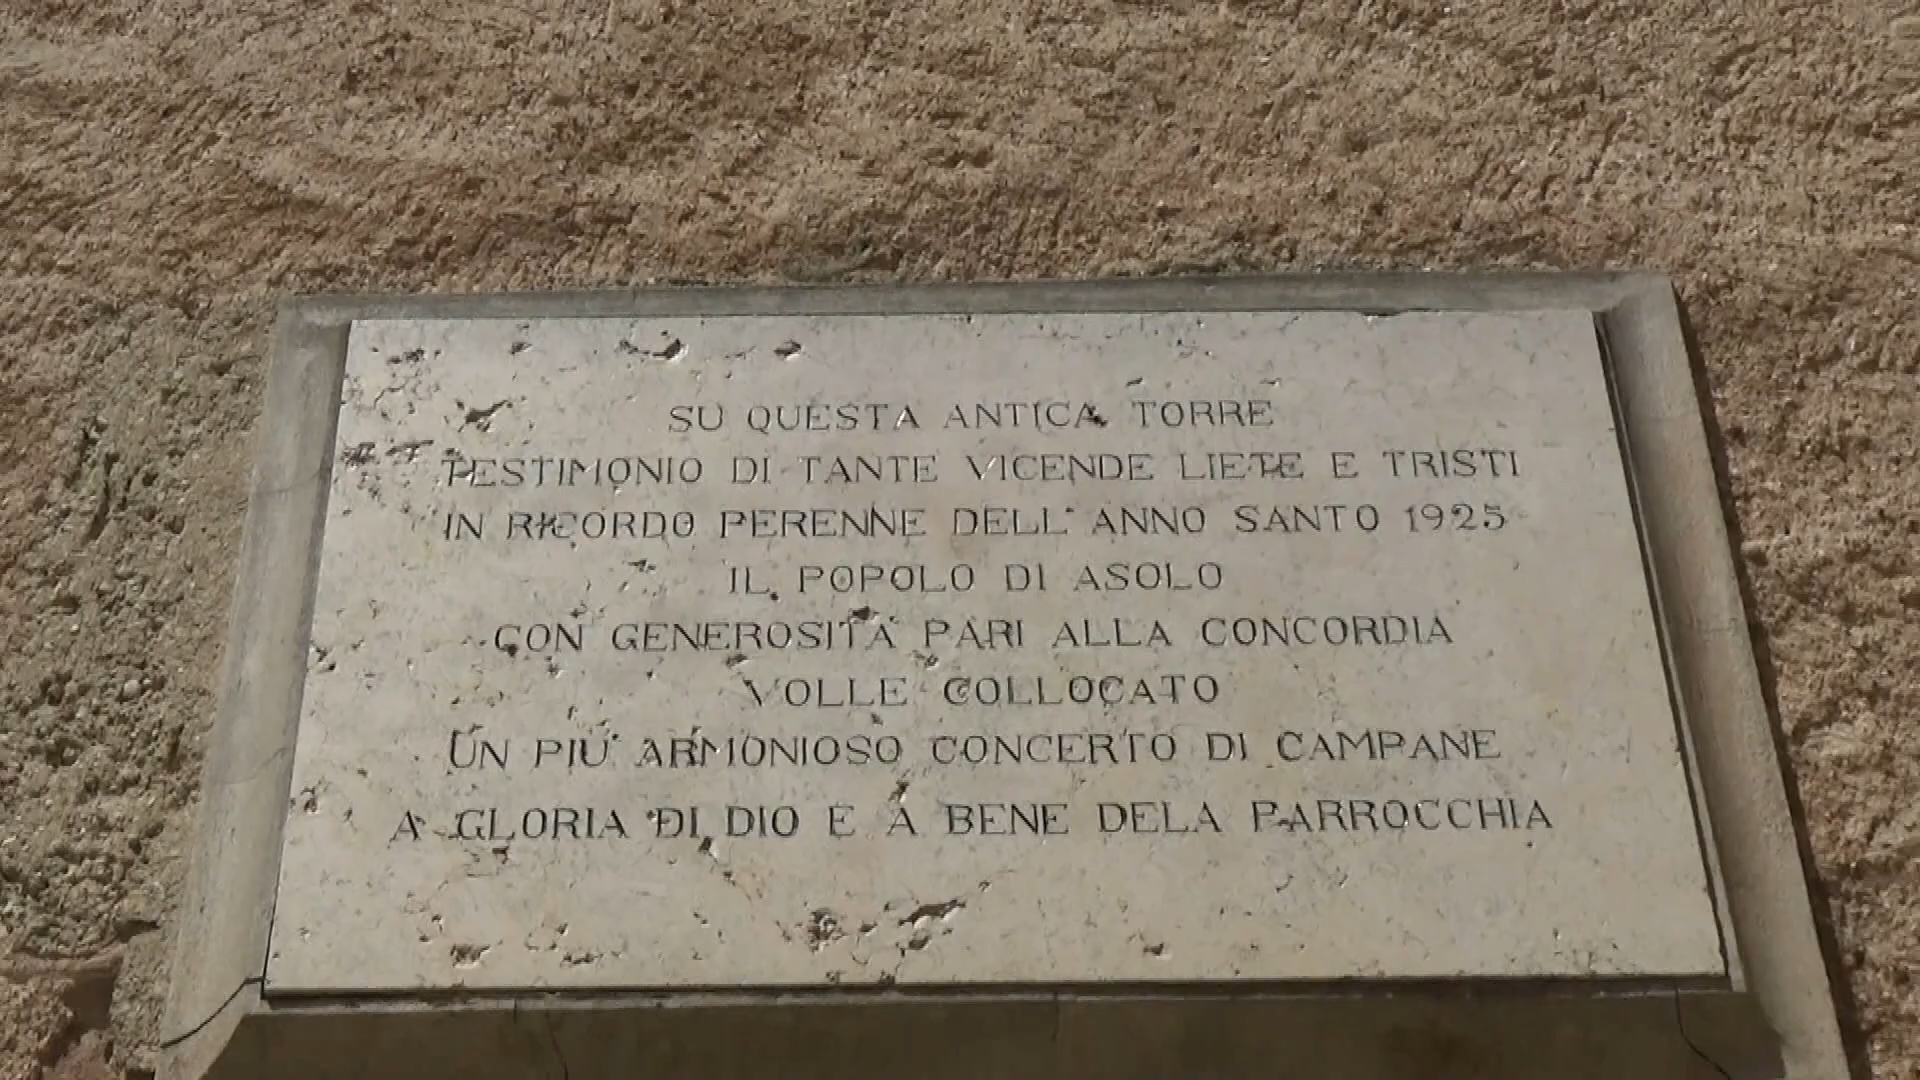 SU QUESTA ANTICA TORRE
TESTIMONIO DI TANTE VICENDE LIETE E TRISTI
IN RICORDO PERENNE DELL' ANNO SANTO 1925
IL POPOLO DI ASOLO
CON GENEROSITÀ PARI ALLA CONCORDIA
VOLLE COLLOCATO
UN PIU' ARMONIOSO CONCERTO DI CAMPANE
A GLORIA DI DIO E A BENE DELA PARROCCHIA